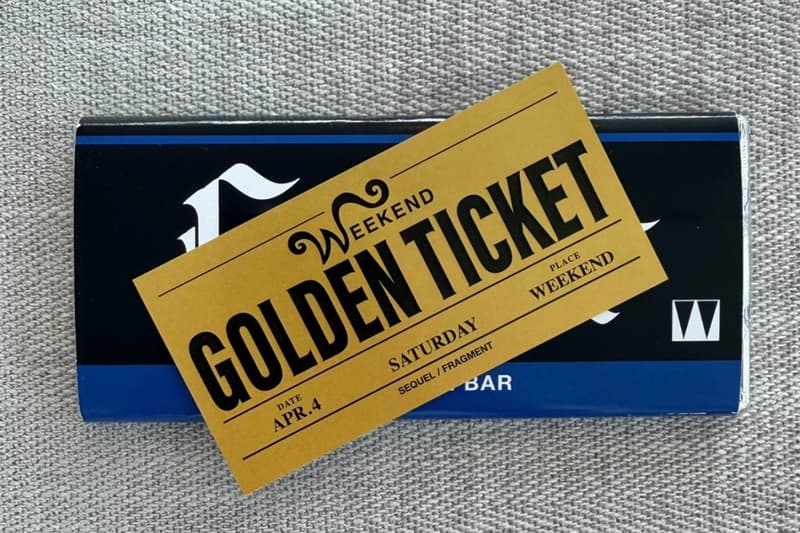 WEEKEND
GOLDEN TICKET
DATE
APR.4
SATURDAY
PLACE
WEEKEND
SEQUEL / FRAGMENT
BAR
W